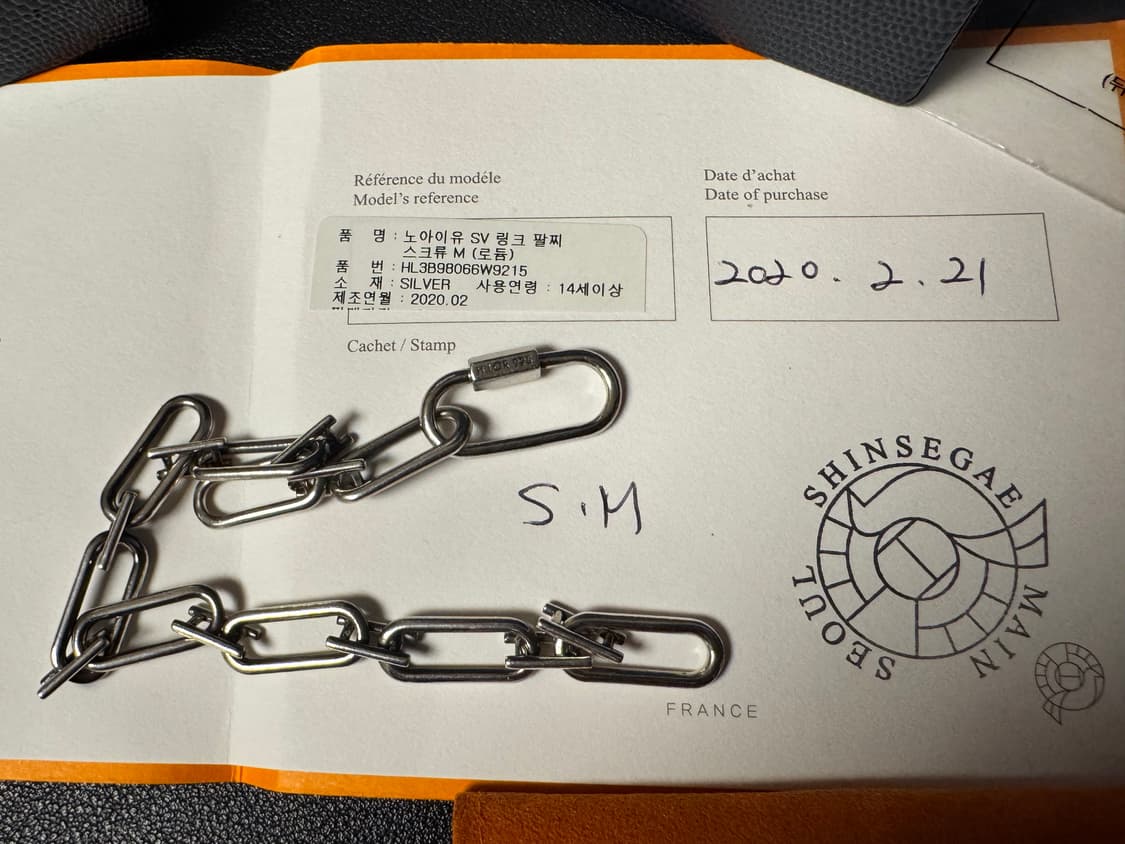 Référence du modéle
Model's reference
Date d'achat
Date of purchase
품 명 : 노아이유 SV 링크 팔찌
스크류 M (로듐)
품 번 : HL3B98066W9215
소 재 : SILVER 사용연령 : 14세이상
제조연월 : 2020.02
2020. 2. 21
Cachet / Stamp
S.M
SHINSEGAE
SEOUL MAIN
FRANCE